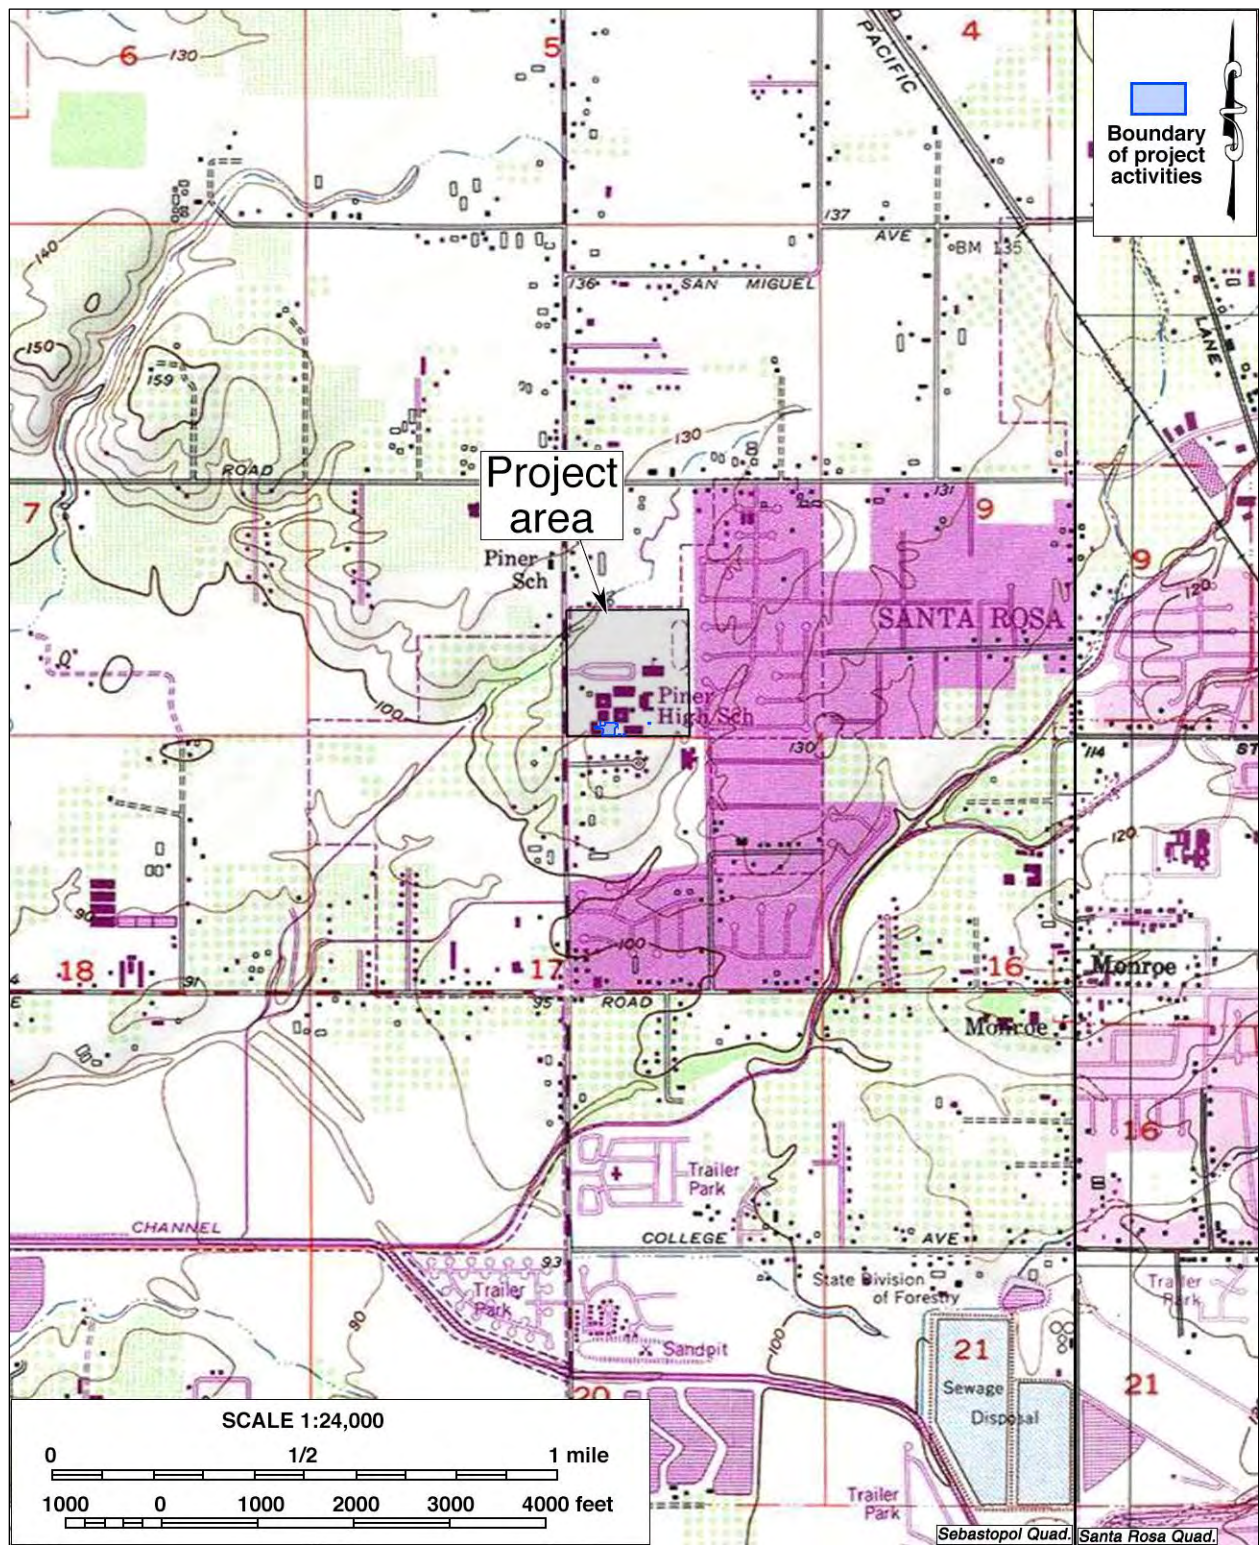 6
130
5
4
PACIFIC
Boundary
of project
activities
137
AVE
BM 135
140
136
SAN MIGUEL
LANE
150
159
130
ROAD
Project
area
131
7
9
9
Piner
Sch
120
SANTA ROSA
100
Piner
High Sch
130
114
ST
120
90
100
18
17
16
Monroe
91
E
95
ROAD
Monroe
16
Trailer
Park
CHANNEL
COLLEGE AVE
93
State Division
of Forestry
Trailer
Park
Trailer
Park
90
100
Sandpit
21
20
Sewage
Disposal
21
SCALE 1:24,000
0 1/2 1 mile
1000 0 1000 2000 3000 4000 feet
Trailer
Park
Sebastopol Quad.
Santa Rosa Quad.